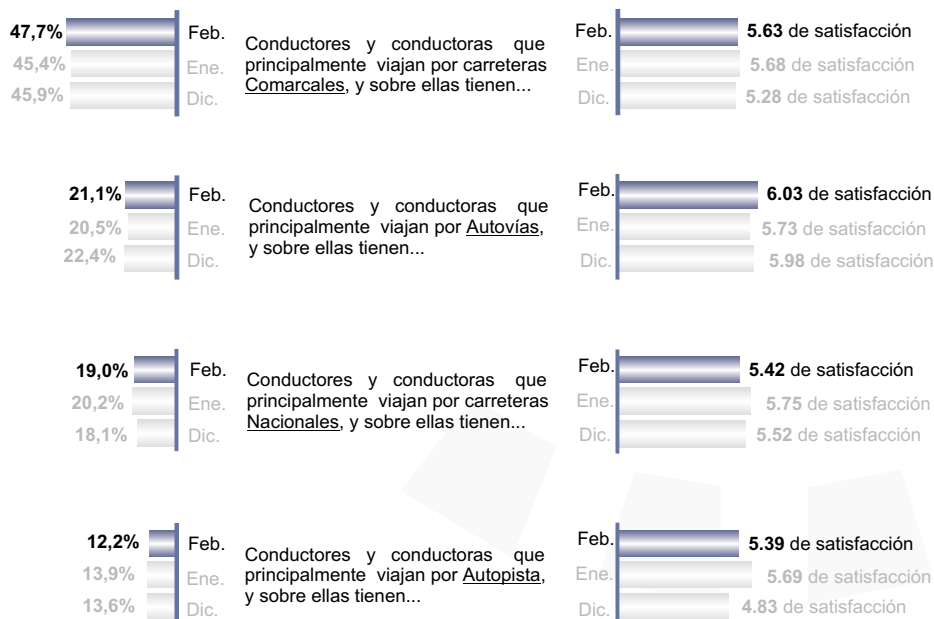 47,7% Feb.
45,4% Ene.
45,9% Dic.
Conductores y conductoras que
principalmente viajan por carreteras
Comarcales, y sobre ellas tienen...
Feb. 5.63 de satisfacción
Ene. 5.68 de satisfacción
Dic. 5.28 de satisfacción
21,1% Feb.
20,5% Ene.
22,4% Dic.
Conductores y conductoras que
principalmente viajan por Autovías,
y sobre ellas tienen...
Feb. 6.03 de satisfacción
Ene. 5.73 de satisfacción
Dic. 5.98 de satisfacción
19,0% Feb.
20,2% Ene.
18,1% Dic.
Conductores y conductoras que
principalmente viajan por carreteras
Nacionales, y sobre ellas tienen...
Feb. 5.42 de satisfacción
Ene. 5.75 de satisfacción
Dic. 5.52 de satisfacción
12,2% Feb.
13,9% Ene.
13,6% Dic.
Conductores y conductoras que
principalmente viajan por Autopista,
y sobre ellas tienen...
Feb. 5.39 de satisfacción
Ene. 5.69 de satisfacción
Dic. 4.83 de satisfacción